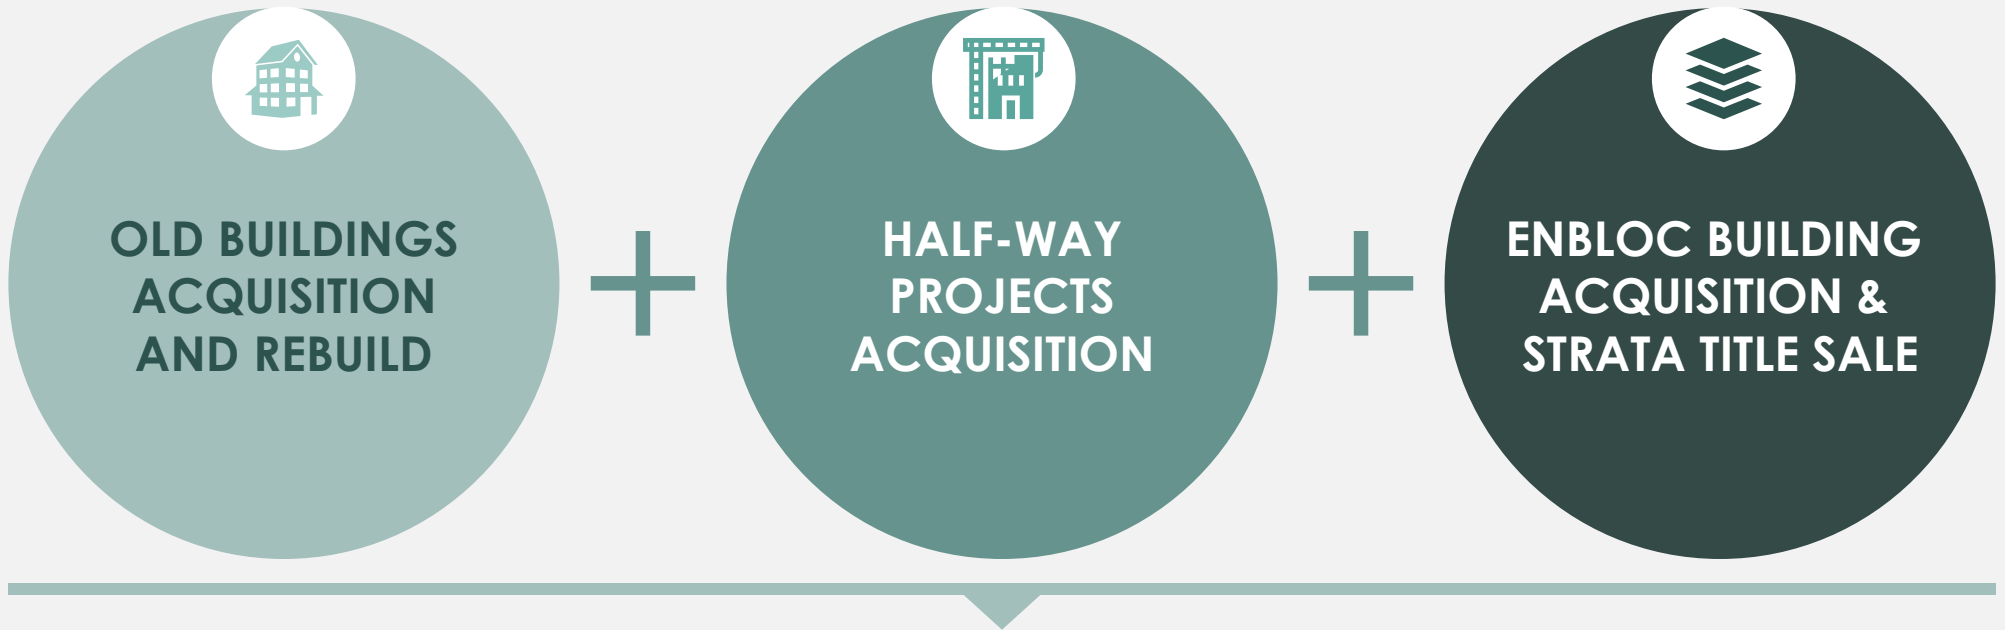 OLD BUILDINGS
ACQUISITION
AND REBUILD
HALF-WAY
PROJECTS
ACQUISITION
ENBLOC BUILDING
ACQUISITION &
STRATA TITLE SALE